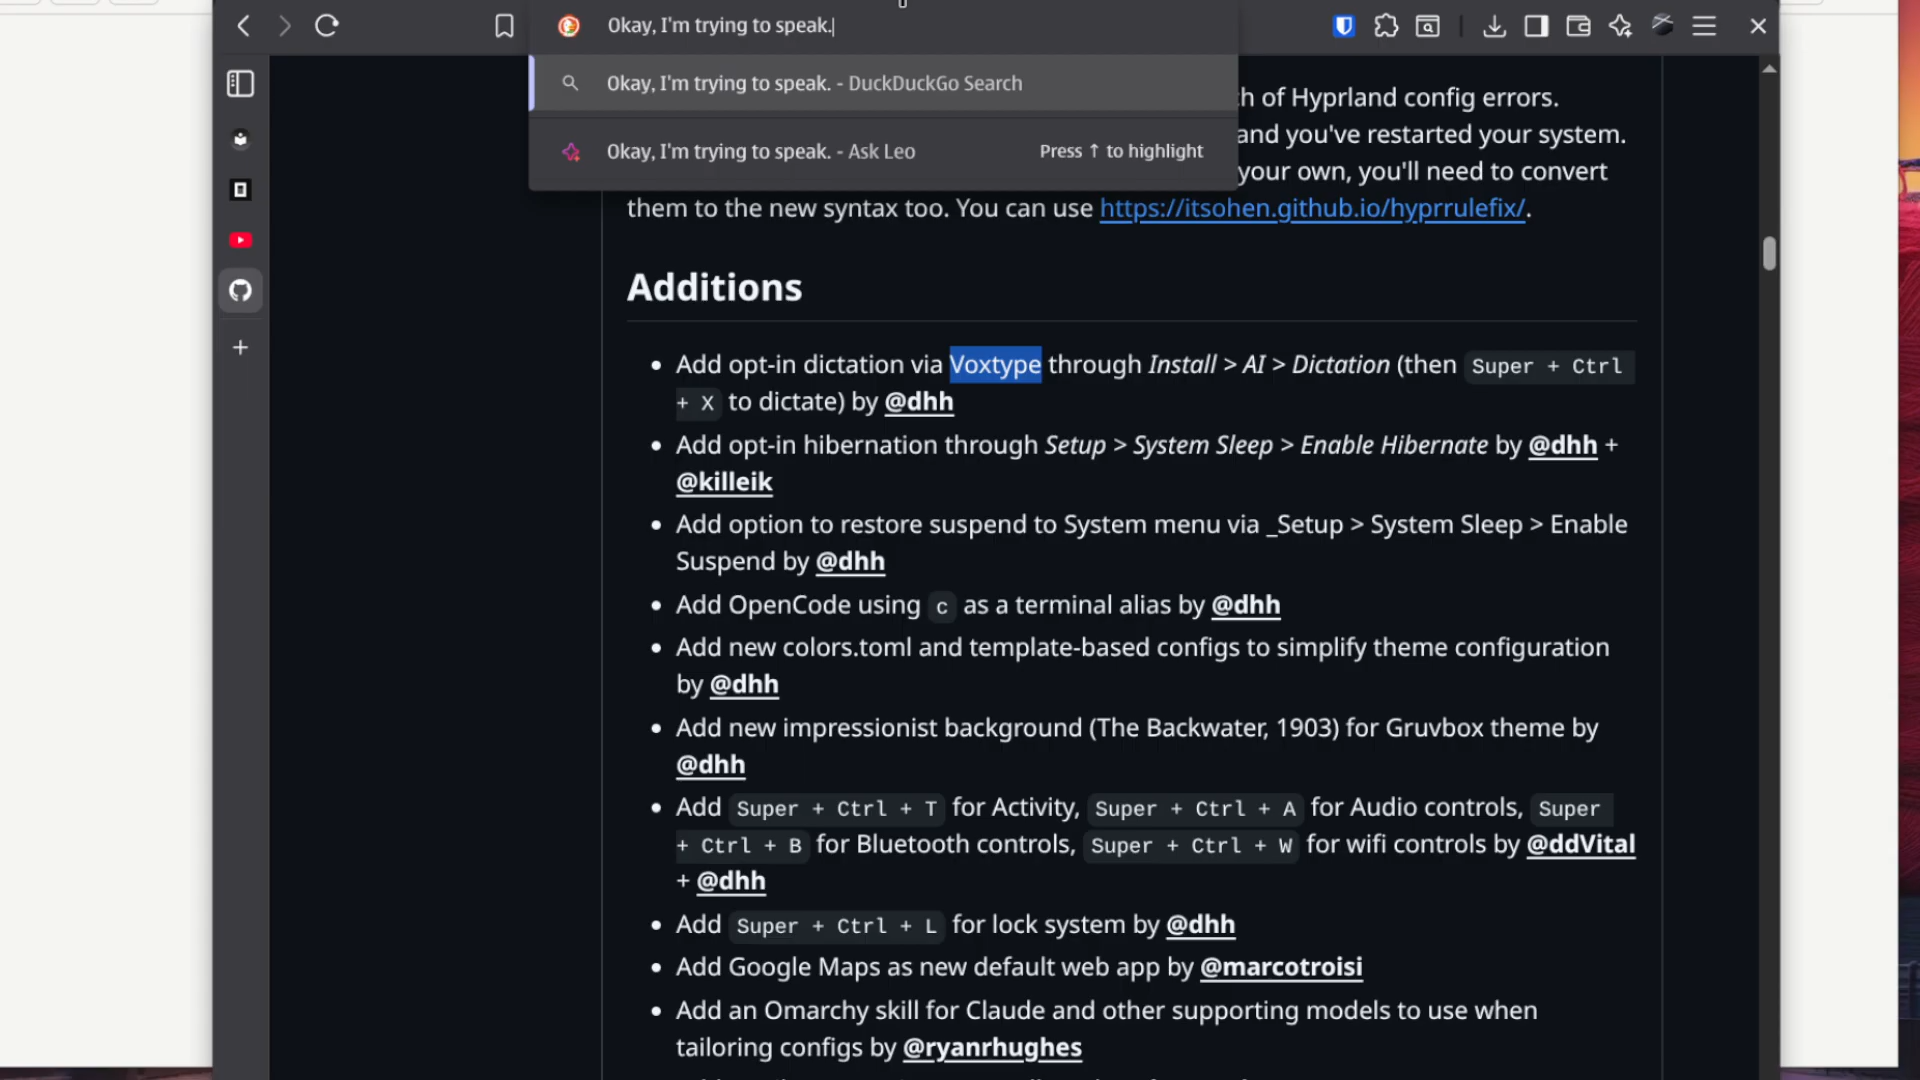 Okay, I'm trying to speak.
Okay, I'm trying to speak. - DuckDuckGo Search
Okay, I'm trying to speak. - Ask Leo Press ↑ to highlight
h of Hyprland config errors.
and you've restarted your system.
your own, you'll need to convert
them to the new syntax too. You can use https://itsohen.github.io/hyprrulefix/.
Additions
• Add opt-in dictation via Voxtype through Install > AI > Dictation (then Super + Ctrl
+ X to dictate) by @dhh
• Add opt-in hibernation through Setup > System Sleep > Enable Hibernate by @dhh +
@killeik
• Add option to restore suspend to System menu via _Setup > System Sleep > Enable
Suspend by @dhh
• Add OpenCode using c as a terminal alias by @dhh
• Add new colors.toml and template-based configs to simplify theme configuration
by @dhh
• Add new impressionist background (The Backwater, 1903) for Gruvbox theme by
@dhh
• Add Super + Ctrl + T for Activity, Super + Ctrl + A for Audio controls, Super
+ Ctrl + B for Bluetooth controls, Super + Ctrl + W for wifi controls by @ddVital
+ @dhh
• Add Super + Ctrl + L for lock system by @dhh
• Add Google Maps as new default web app by @marcotroisi
• Add an Omarchy skill for Claude and other supporting models to use when
tailoring configs by @ryanrhughes